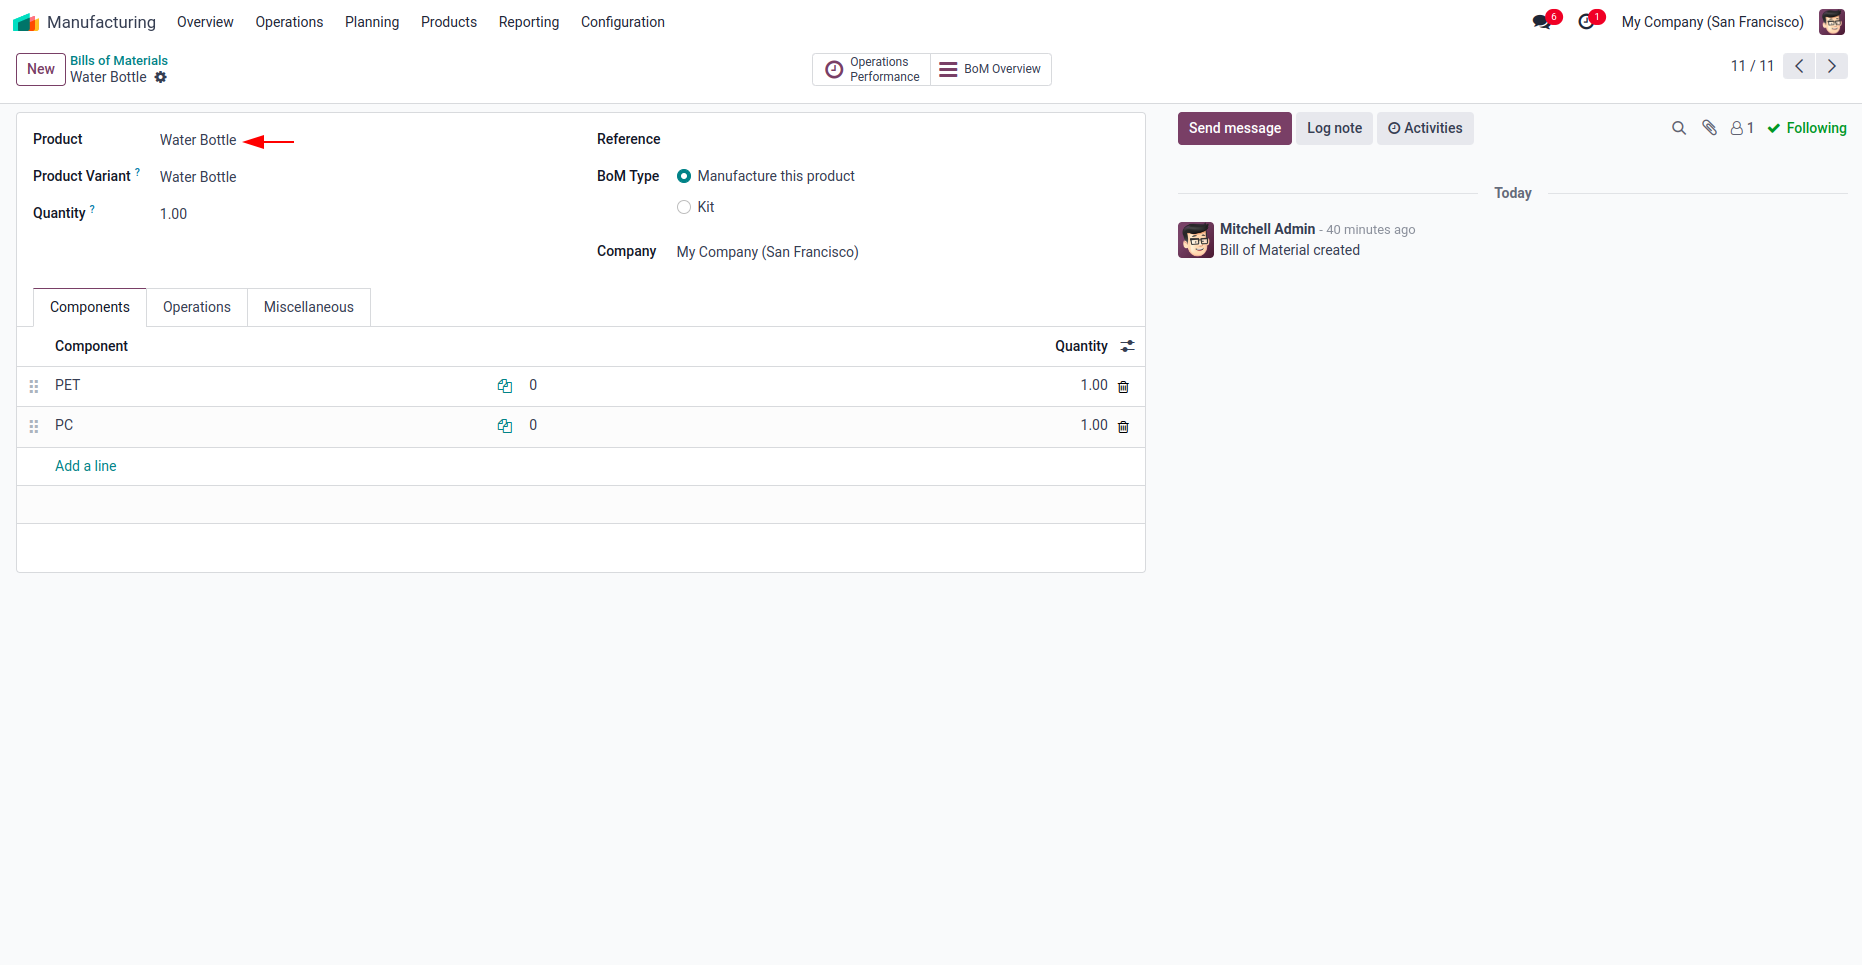 Manufacturing Overview Operations Planning Products Reporting Configuration 6 1 My Company (San Francisco)
New Bills of Materials
Water Bottle
Operations Performance
BoM Overview
11 / 11
Product Water Bottle
Product Variant ? Water Bottle
Quantity ? 1.00
Reference
BoM Type Manufacture this product
Kit
Company My Company (San Francisco)
Components Operations Miscellaneous
Component Quantity
PET 0 1.00
PC 0 1.00
Add a line
Send message Log note Activities 1 Following
Today
Mitchell Admin - 40 minutes ago
Bill of Material created